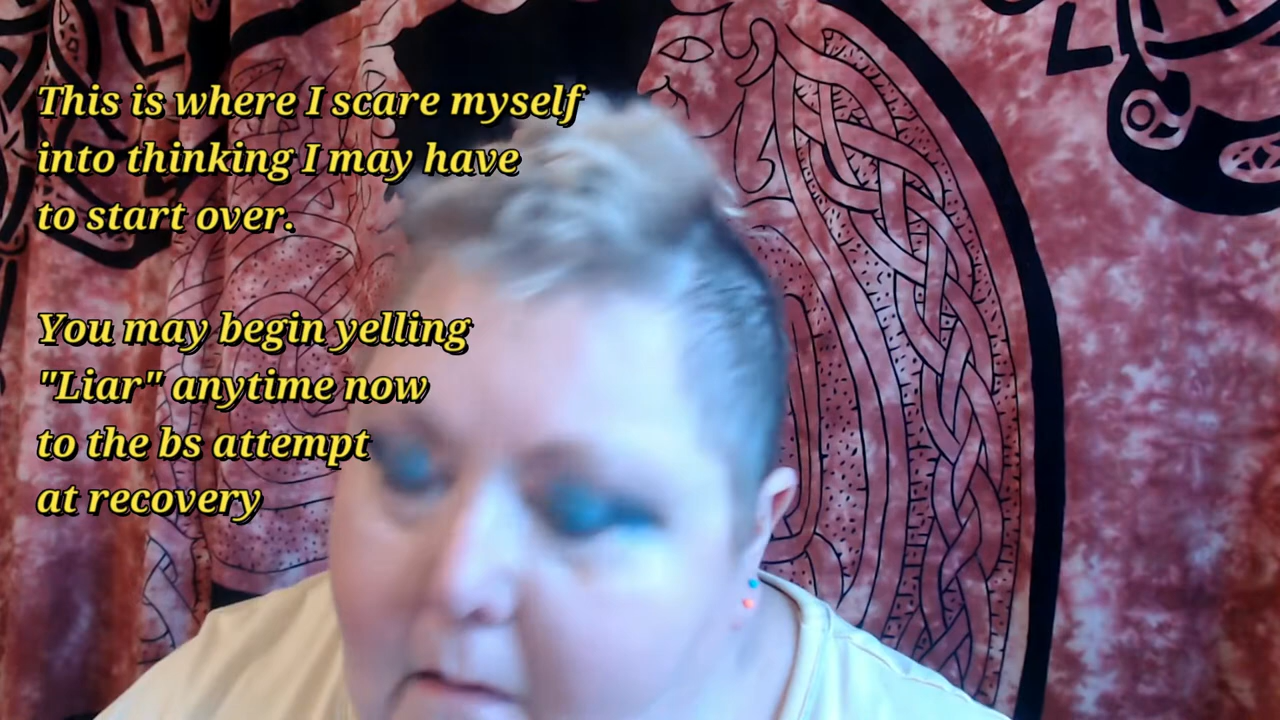 This is where I scare myself
into thinking I may have
to start over.
You may begin yelling
"Liar" anytime now
to the bs attempt
at recovery